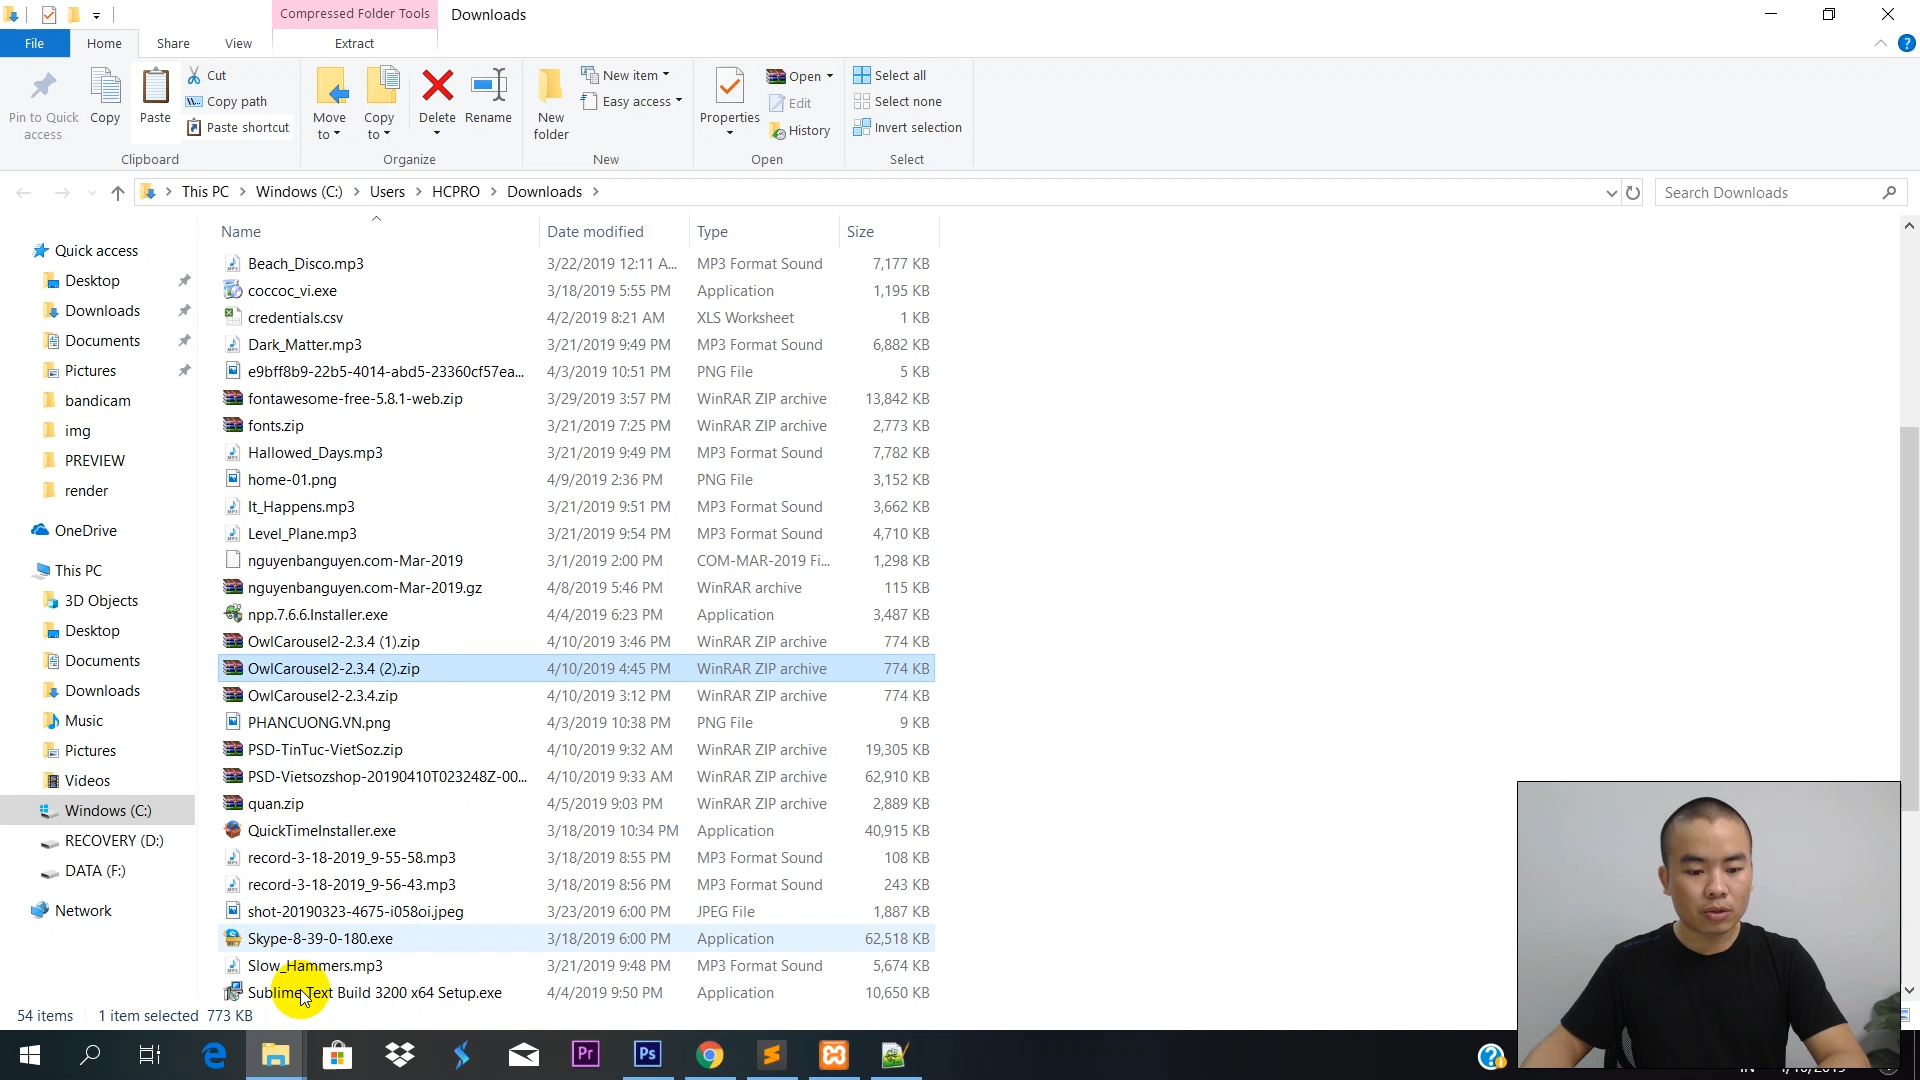 Compressed Folder Tools Downloads
File Home Share View Extract
Pin to Quick access
Copy
Paste
Cut
Copy path
Paste shortcut
Clipboard
Move to
Copy to
Delete
Rename
Organize
New folder
New item
Easy access
New
Properties
Open
Edit
History
Open
Select all
Select none
Invert selection
Select
This PC Windows (C:) Users HCPRO Downloads
Search Downloads
Quick access
Desktop
Downloads
Documents
Pictures
bandicam
img
PREVIEW
render
OneDrive
This PC
3D Objects
Desktop
Documents
Downloads
Music
Pictures
Videos
Windows (C:)
RECOVERY (D:)
DATA (F:)
Network
Name Date modified Type Size
Beach_Disco.mp3 3/22/2019 12:11 A... MP3 Format Sound 7,177 KB
coccoc_vi.exe 3/18/2019 5:55 PM Application 1,195 KB
credentials.csv 4/2/2019 8:21 AM XLS Worksheet 1 KB
Dark_Matter.mp3 3/21/2019 9:49 PM MP3 Format Sound 6,882 KB
e9bff8b9-22b5-4014-abd5-23360cf57ea... 4/3/2019 10:51 PM PNG File 5 KB
fontawesome-free-5.8.1-web.zip 3/29/2019 3:57 PM WinRAR ZIP archive 13,842 KB
fonts.zip 3/21/2019 7:25 PM WinRAR ZIP archive 2,773 KB
Hallowed_Days.mp3 3/21/2019 9:49 PM MP3 Format Sound 7,782 KB
home-01.png 4/9/2019 2:36 PM PNG File 3,152 KB
It_Happens.mp3 3/21/2019 9:51 PM MP3 Format Sound 3,662 KB
Level_Plane.mp3 3/21/2019 9:54 PM MP3 Format Sound 4,710 KB
nguyenbanguyen.com-Mar-2019 3/1/2019 2:00 PM COM-MAR-2019 Fi... 1,298 KB
nguyenbanguyen.com-Mar-2019.gz 4/8/2019 5:46 PM WinRAR archive 115 KB
npp.7.6.6.Installer.exe 4/4/2019 6:23 PM Application 3,487 KB
OwlCarousel2-2.3.4 (1).zip 4/10/2019 3:46 PM WinRAR ZIP archive 774 KB
OwlCarousel2-2.3.4 (2).zip 4/10/2019 4:45 PM WinRAR ZIP archive 774 KB
OwlCarousel2-2.3.4.zip 4/10/2019 3:12 PM WinRAR ZIP archive 774 KB
PHANCUONG.VN.png 4/3/2019 10:38 PM PNG File 9 KB
PSD-TinTuc-VietSoz.zip 4/10/2019 9:32 AM WinRAR ZIP archive 19,305 KB
PSD-Vietsozshop-20190410T023248Z-00... 4/10/2019 9:33 AM WinRAR ZIP archive 62,910 KB
quan.zip 4/5/2019 9:03 PM WinRAR ZIP archive 2,889 KB
QuickTimeInstaller.exe 3/18/2019 10:34 PM Application 40,915 KB
record-3-18-2019_9-55-58.mp3 3/18/2019 8:55 PM MP3 Format Sound 108 KB
record-3-18-2019_9-56-43.mp3 3/18/2019 8:56 PM MP3 Format Sound 243 KB
shot-20190323-4675-i058oi.jpeg 3/23/2019 6:00 PM JPEG File 1,887 KB
Skype-8-39-0-180.exe 3/18/2019 6:00 PM Application 62,518 KB
Slow_Hammers.mp3 3/21/2019 9:48 PM MP3 Format Sound 5,674 KB
Sublime Text Build 3200 x64 Setup.exe 4/4/2019 9:50 PM Application 10,650 KB
54 items 1 item selected 773 KB
Pr Ps